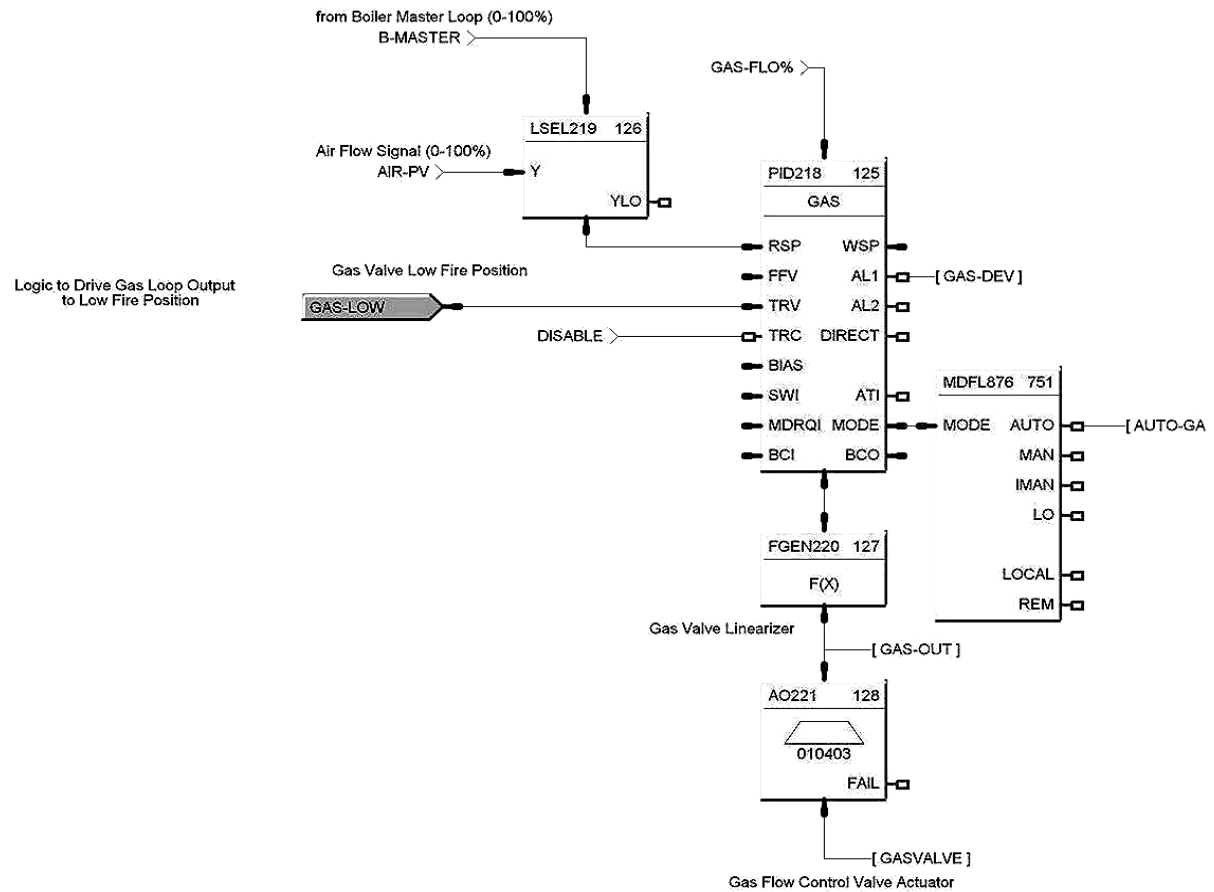 from Boiler Master Loop (0-100%)
B-MASTER
GAS-FLO%
LSEL219 126
Air Flow Signal (0-100%)
AIR-PV
Y
YLO
PID218 125
GAS
RSP WSP
Gas Valve Low Fire Position
FFV AL1 [ GAS-DEV ]
Logic to Drive Gas Loop Output
to Low Fire Position
GAS-LOW
TRV AL2
DISABLE
TRC DIRECT
BIAS
SWI ATI
MDRQI MODE
BCI BCO
MDFL876 751
MODE AUTO [ AUTO-GA
MAN
IMAN
LO
LOCAL
REM
FGEN220 127
F(X)
Gas Valve Linearizer
[ GAS-OUT ]
AO221 128
010403
FAIL
[ GASVALVE ]
Gas Flow Control Valve Actuator